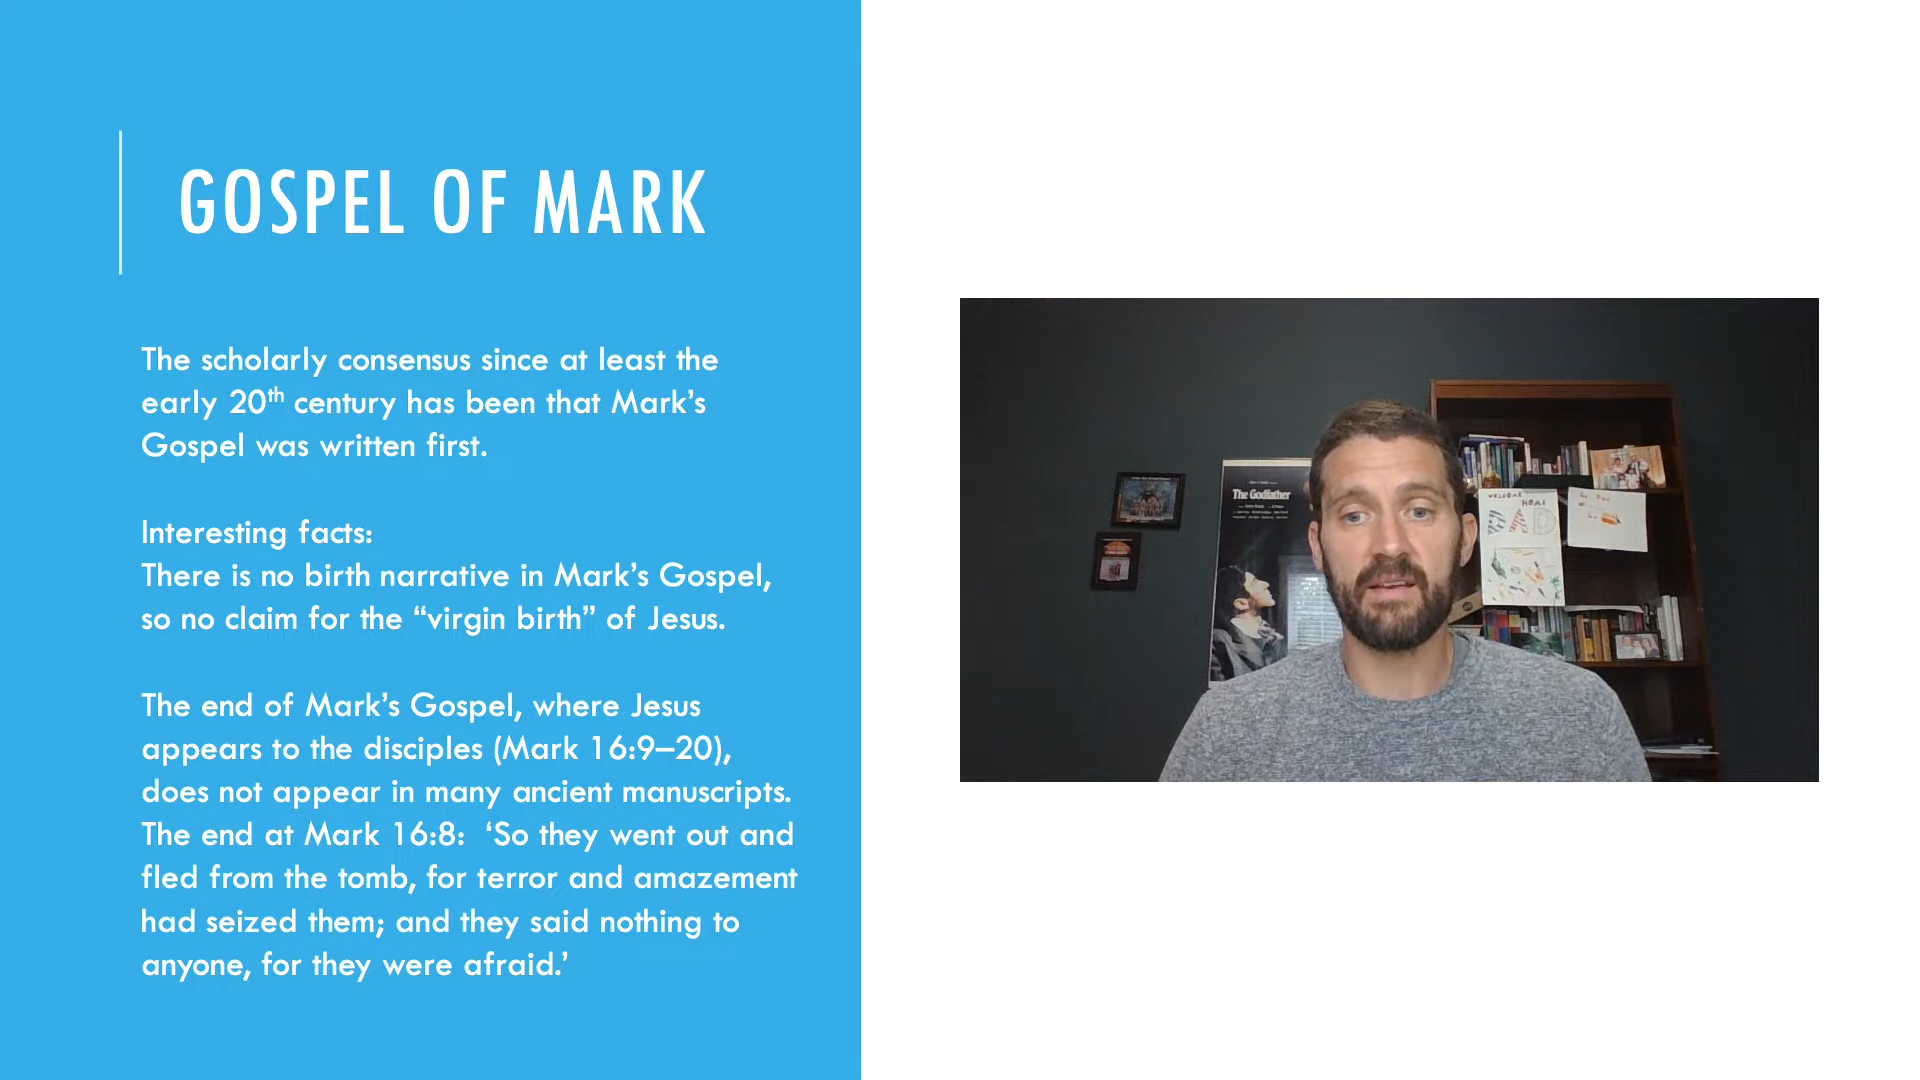 GOSPEL OF MARK
The scholarly consensus since at least the
early 20th century has been that Mark’s
Gospel was written first.
Interesting facts:
There is no birth narrative in Mark’s Gospel,
so no claim for the “virgin birth” of Jesus.
The end of Mark’s Gospel, where Jesus
appears to the disciples (Mark 16:9–20),
does not appear in many ancient manuscripts.
The end at Mark 16:8:  ‘So they went out and
fled from the tomb, for terror and amazement
had seized them; and they said nothing to
anyone, for they were afraid.’
The Godfather
WELCOME
HOME
DAD